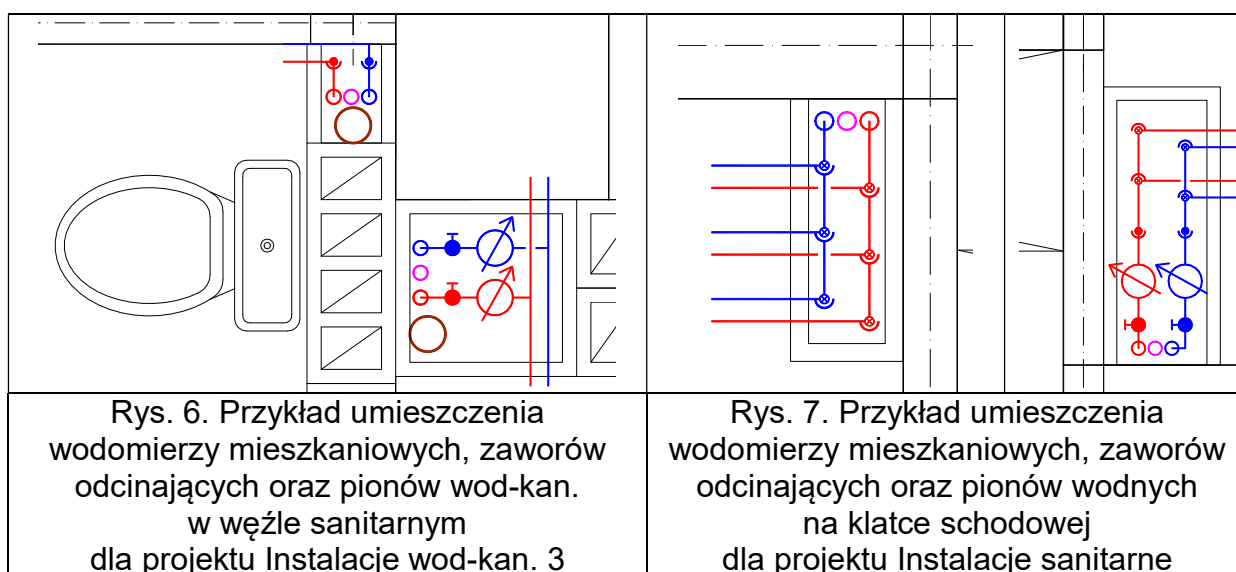 Rys. 6. Przykład umieszczenia
wodomierzy mieszkaniowych, zaworów
odcinających oraz pionów wod-kan.
w węźle sanitarnym
dla projektu Instalacje wod-kan. 3
Rys. 7. Przykład umieszczenia
wodomierzy mieszkaniowych, zaworów
odcinających oraz pionów wodnych
na klatce schodowej
dla projektu Instalacje sanitarne